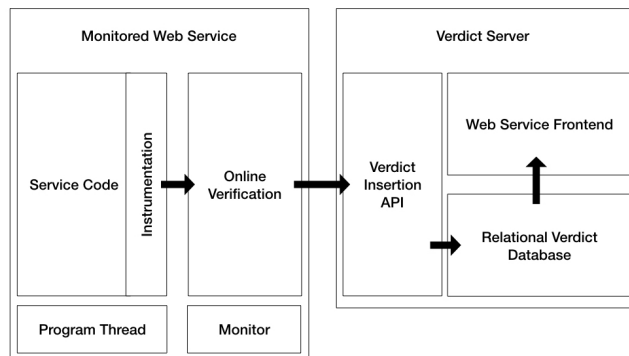 Monitored Web Service
Service Code
Instrumentation
Online
Verification
Program Thread
Monitor
Verdict Server
Verdict
Insertion
API
Web Service Frontend
Relational Verdict
Database